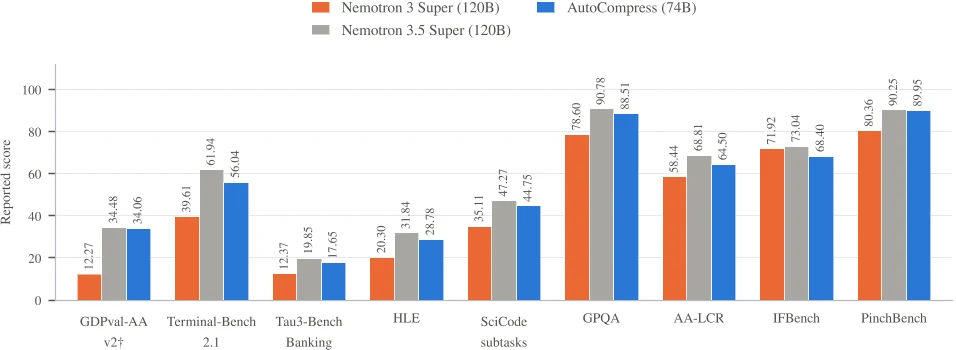 Nemotron 3 Super (120B)
AutoCompress (74B)
Nemotron 3.5 Super (120B)
Reported score
100
80
60
40
20
0
12.27
34.48
34.06
39.61
61.94
56.04
12.37
19.85
17.65
20.30
31.84
28.78
35.11
47.27
44.75
78.60
90.78
88.51
58.44
68.81
64.50
71.92
73.04
68.40
80.36
90.25
89.95
GDPval-AA
v2†
Terminal-Bench
2.1
Tau3-Bench
Banking
HLE
SciCode
subtasks
GPQA
AA-LCR
IFBench
PinchBench